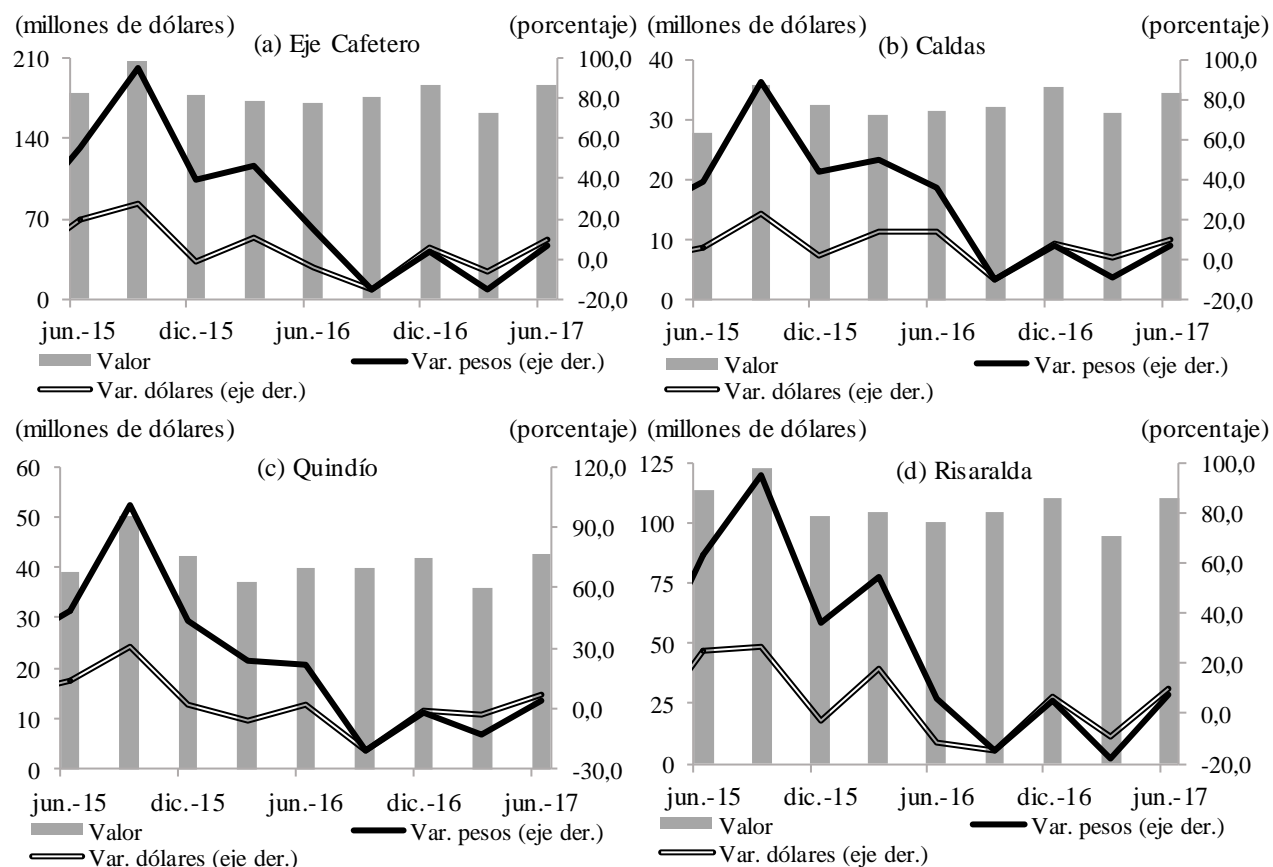 (millones de dólares) (porcentaje)
(a) Eje Cafetero
210 100,0
80,0
140 60,0
40,0
70 20,0
0,0
0 -20,0
jun.-15 dic.-15 jun.-16 dic.-16 jun.-17
Valor Var. pesos (eje der.)
Var. dólares (eje der.)
(millones de dólares) (porcentaje)
(b) Caldas
40 100,0
80,0
30 60,0
20 40,0
20,0
10 0,0
0 -20,0
jun.-15 dic.-15 jun.-16 dic.-16 jun.-17
Valor Var. pesos (eje der.)
Var. dólares (eje der.)
(millones de dólares) (porcentaje)
(c) Quindío
60 120,0
50 90,0
40 60,0
30 30,0
20 0,0
10
0 -30,0
jun.-15 dic.-15 jun.-16 dic.-16 jun.-17
Valor Var. pesos (eje der.)
Var. dólares (eje der.)
(millones de dólares) (porcentaje)
(d) Risaralda
125 100,0
100 80,0
75 60,0
40,0
50 20,0
25 0,0
0 -20,0
jun.-15 dic.-15 jun.-16 dic.-16 jun.-17
Valor Var. pesos (eje der.)
Var. dólares (eje der.)